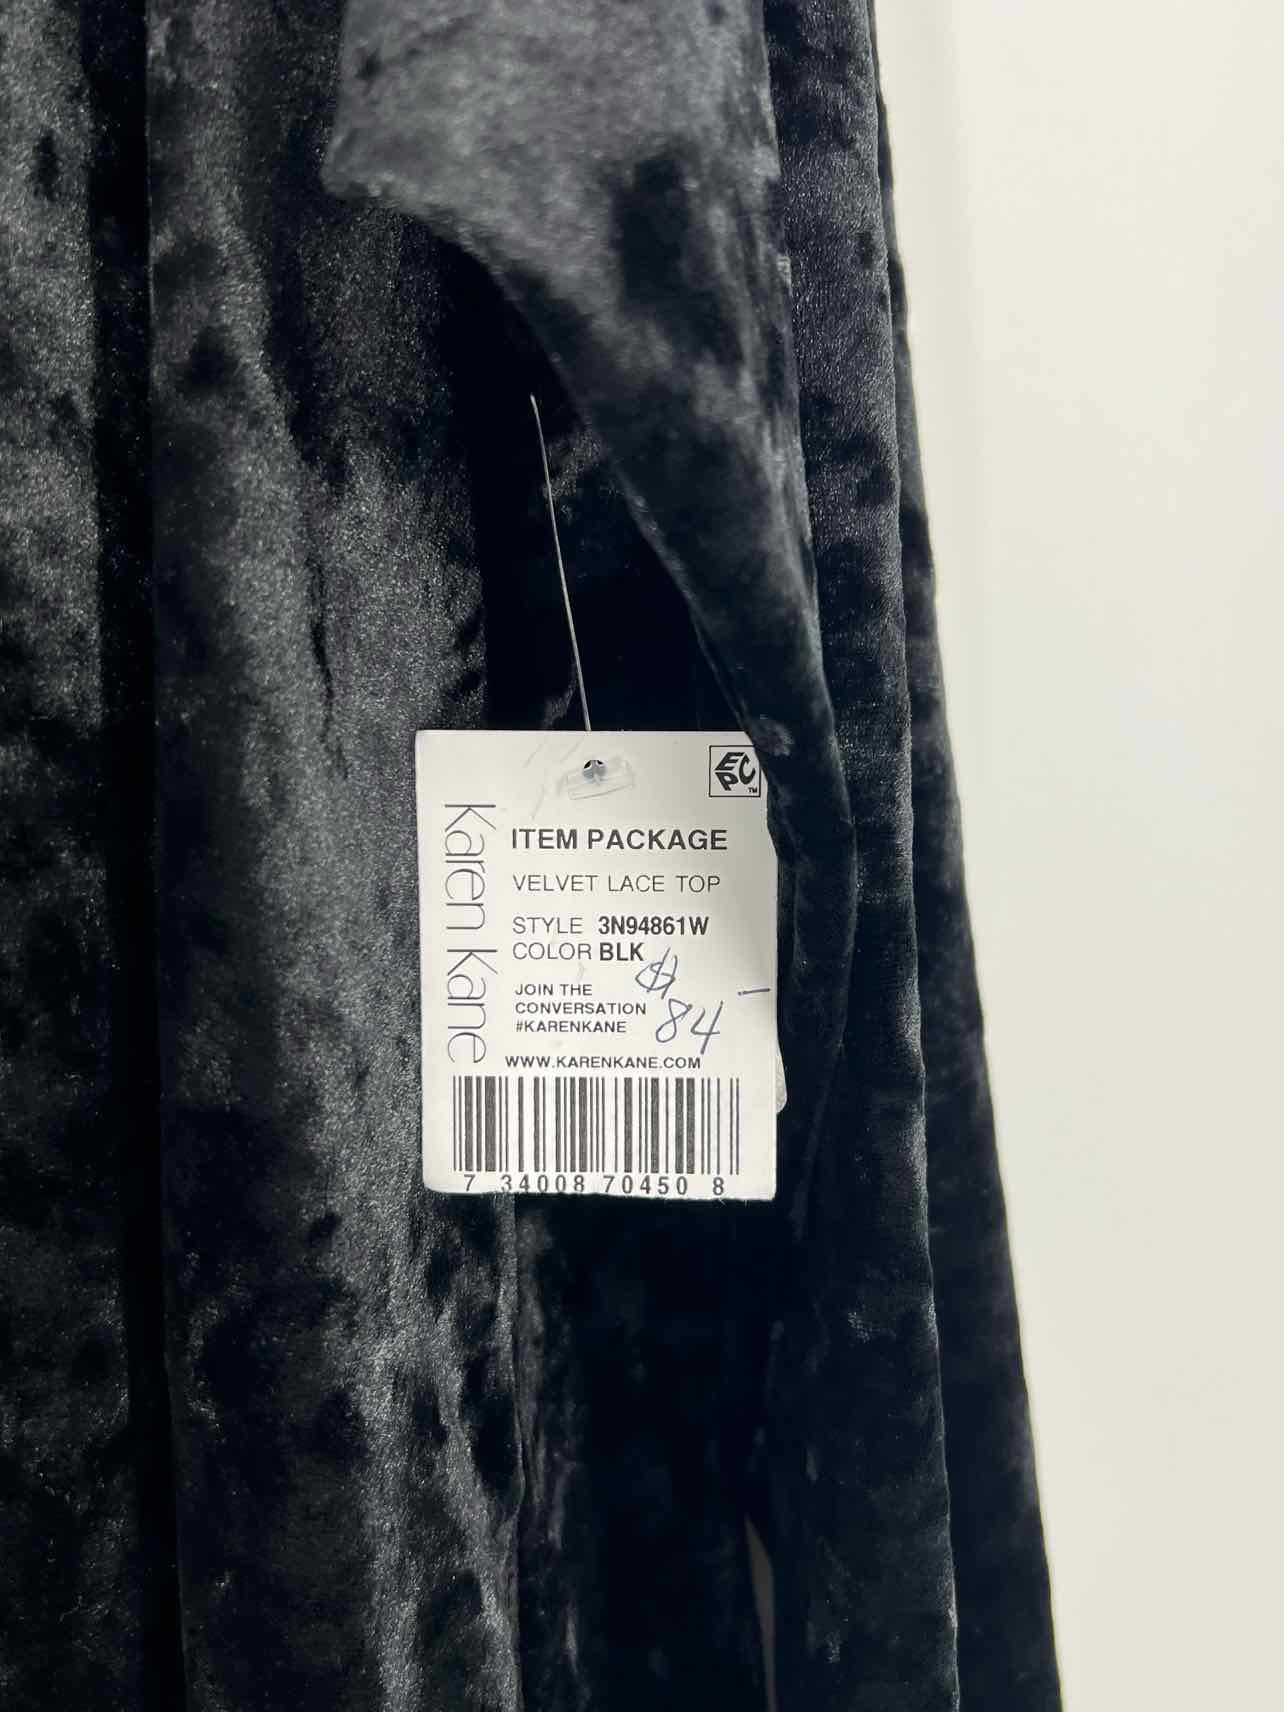 EPC™
Karen Kane
ITEM PACKAGE
VELVET LACE TOP
STYLE 3N94861W
COLOR BLK
$84-
JOIN THE
CONVERSATION
#KARENKANE
WWW.KARENKANE.COM
7 34008 70450 8